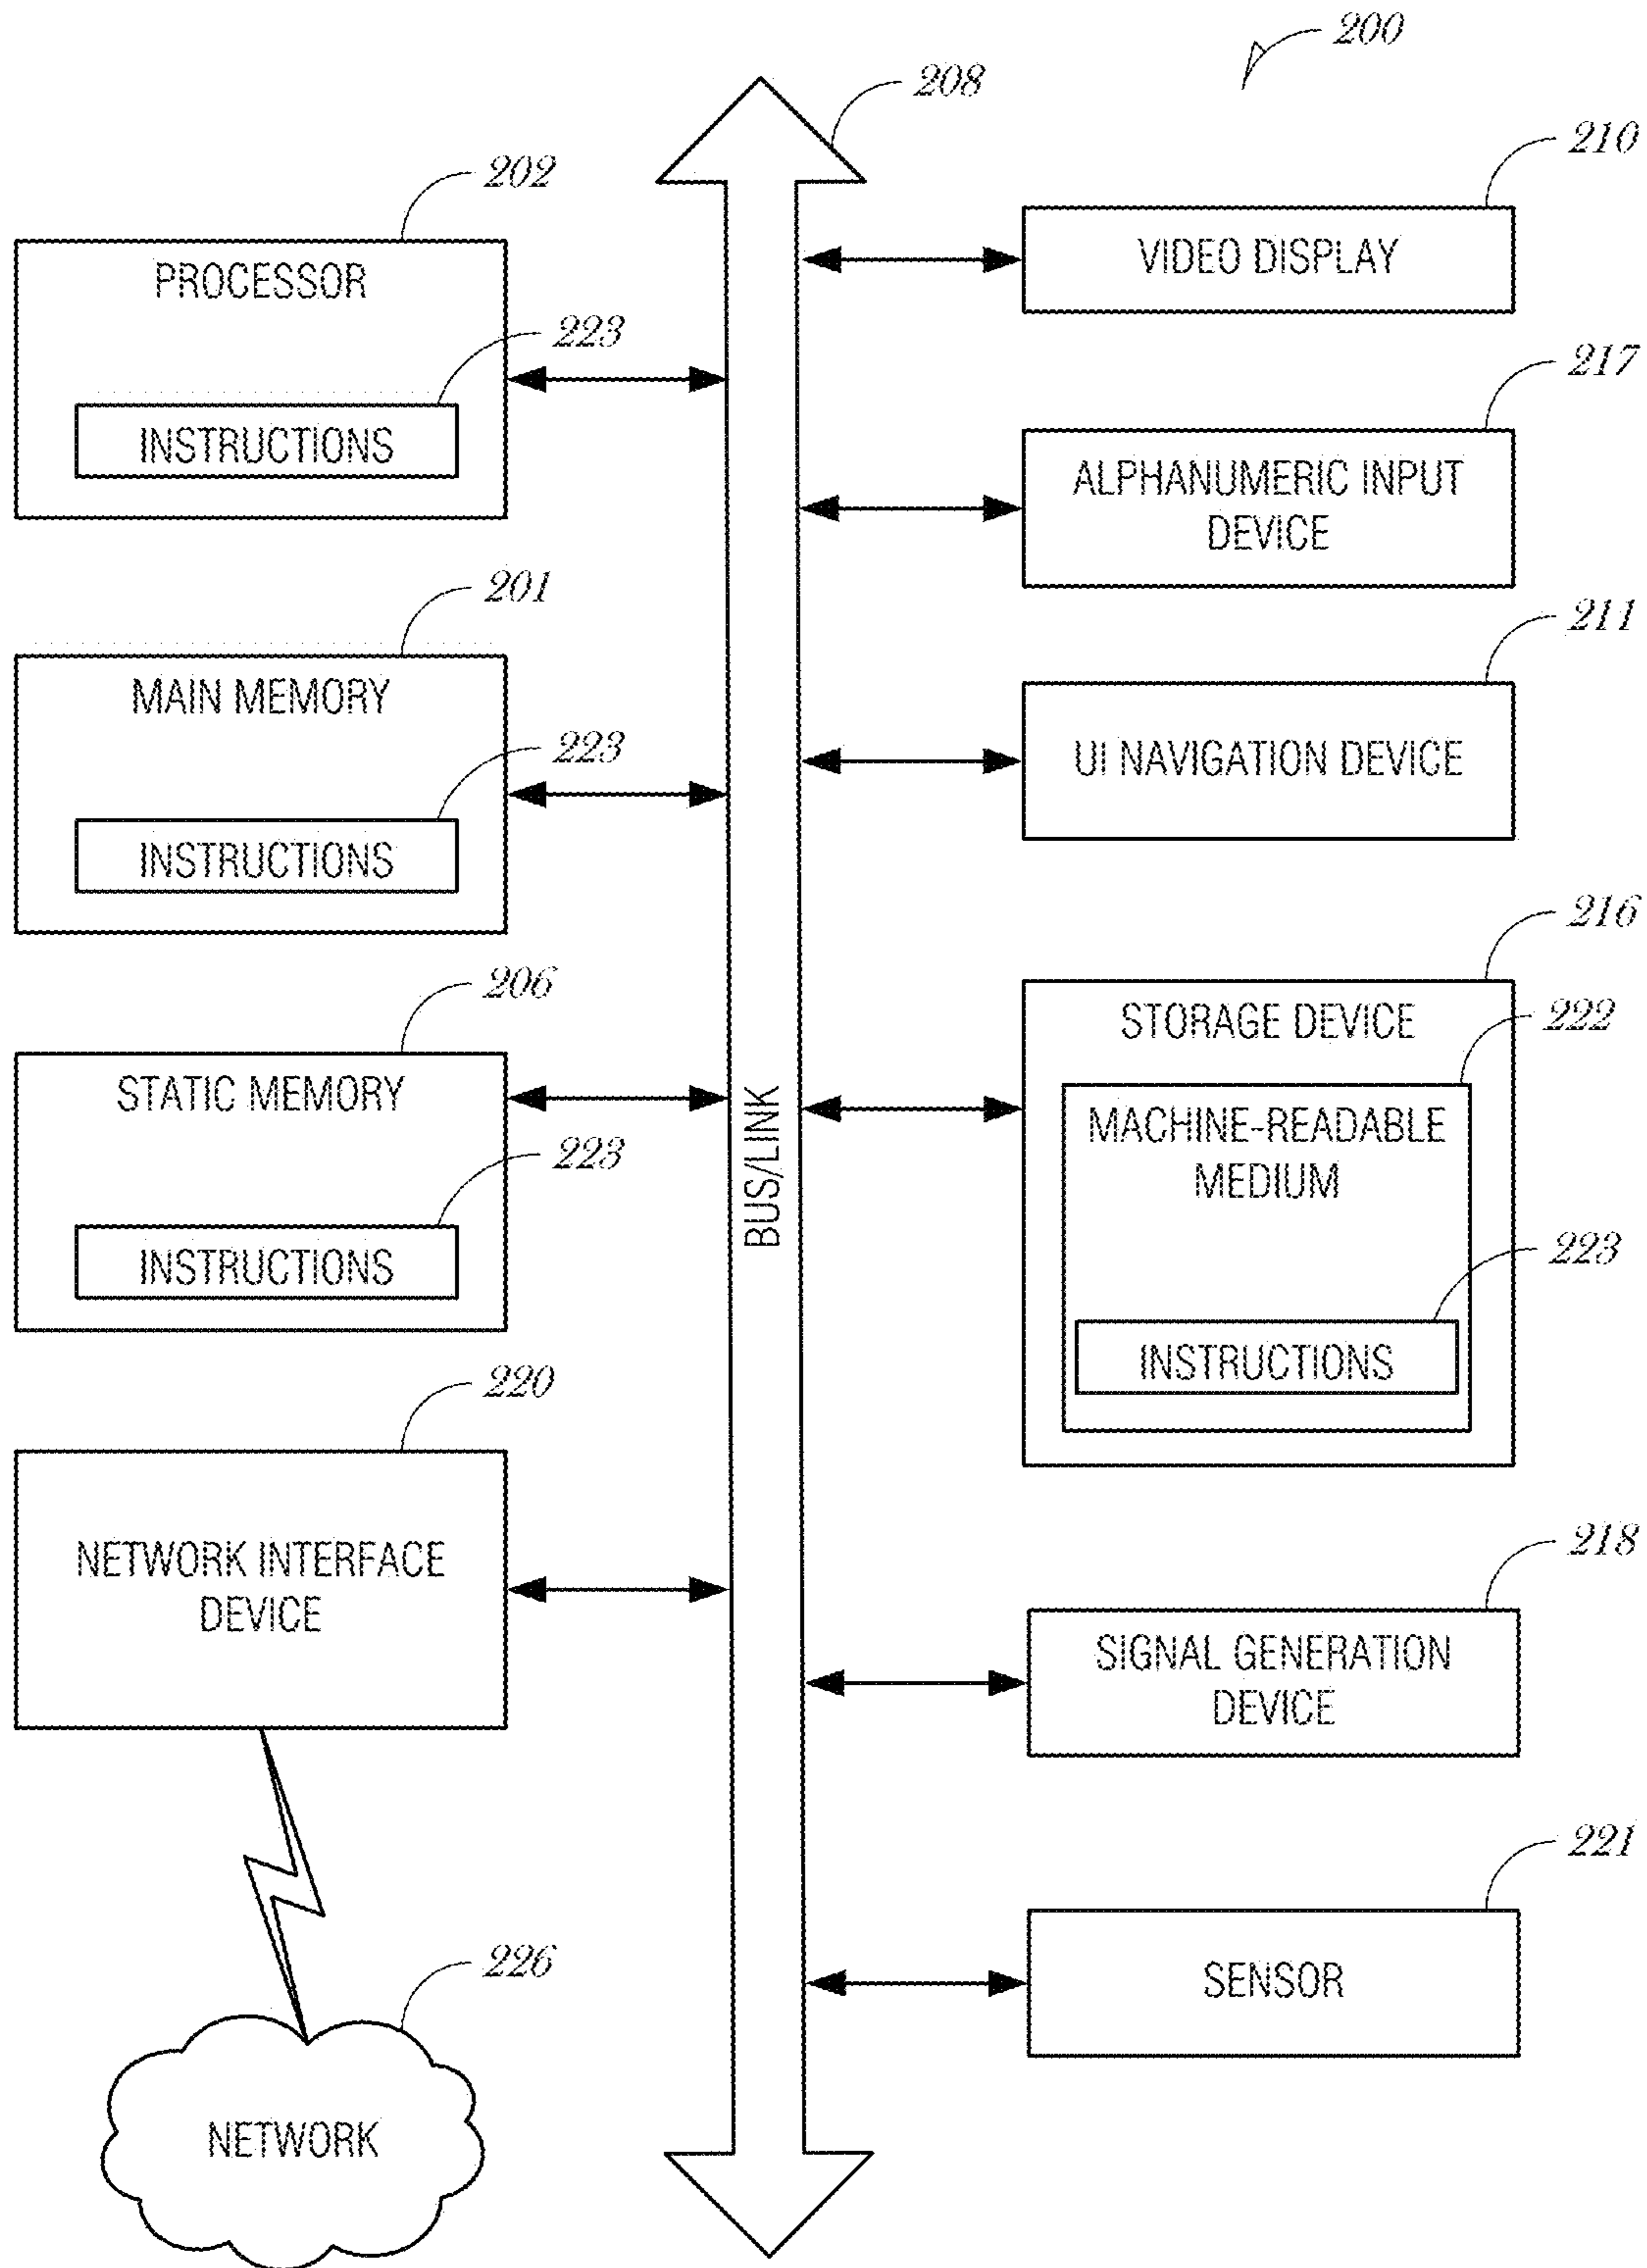 200
208
202
PROCESSOR
223
INSTRUCTIONS
201
MAIN MEMORY
223
INSTRUCTIONS
206
STATIC MEMORY
223
INSTRUCTIONS
220
NETWORK INTERFACE
DEVICE
226
NETWORK
BUS/LINK
210
VIDEO DISPLAY
217
ALPHANUMERIC INPUT
DEVICE
211
UI NAVIGATION DEVICE
216
STORAGE DEVICE
222
MACHINE-READABLE
MEDIUM
223
INSTRUCTIONS
218
SIGNAL GENERATION
DEVICE
221
SENSOR